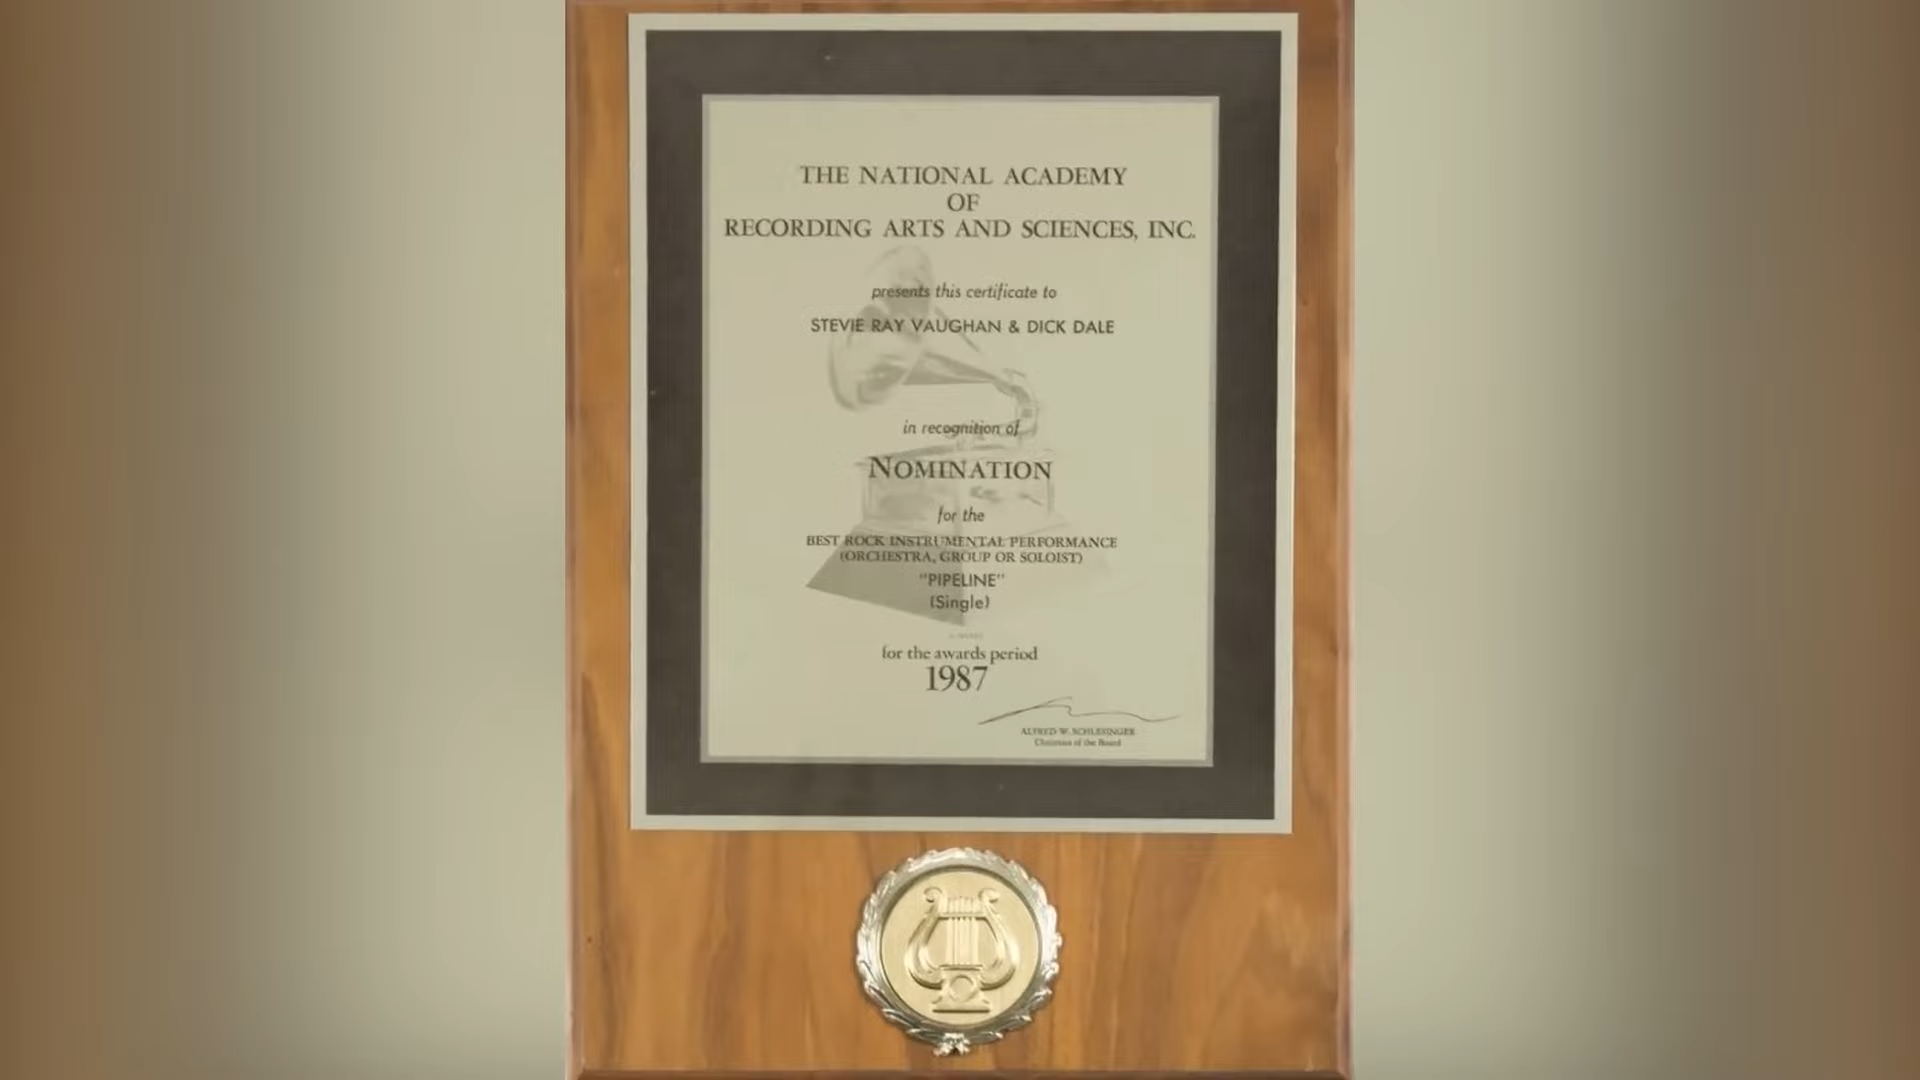 THE NATIONAL ACADEMY
OF
RECORDING ARTS AND SCIENCES, INC.
presents this certificate to
STEVIE RAY VAUGHAN & DICK DALE
in recognition of
NOMINATION
for the
BEST ROCK INSTRUMENTAL PERFORMANCE
(ORCHESTRA, GROUP OR SOLOIST)
"PIPELINE"
(Single)
for the awards period
1987
ALFRED W. SCHLESINGER
Chairman of the Board